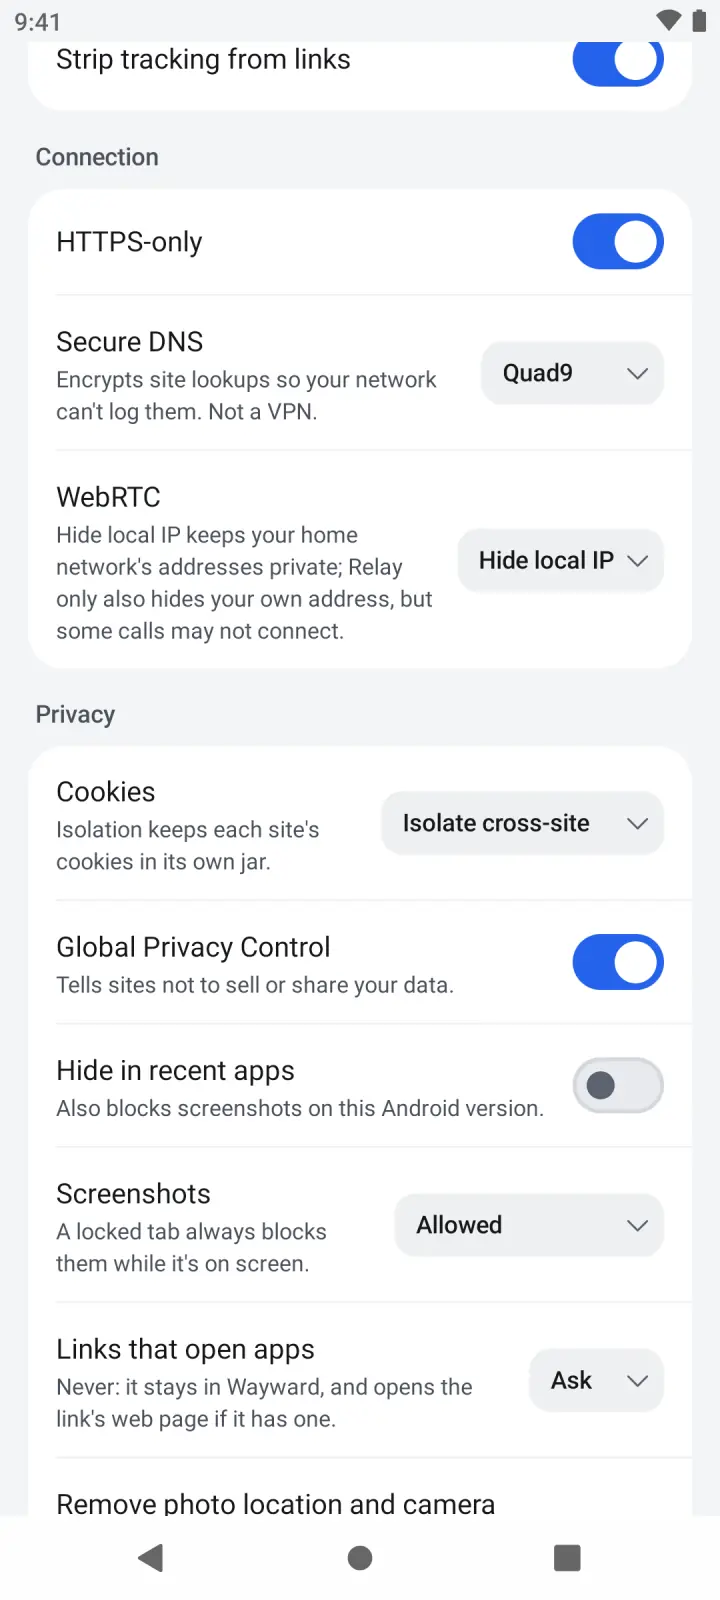 9:41
Strip tracking from links
Connection
HTTPS-only
Secure DNS
Encrypts site lookups so your network
can't log them. Not a VPN.
Quad9
WebRTC
Hide local IP keeps your home
network's addresses private; Relay
only also hides your own address, but
some calls may not connect.
Hide local IP
Privacy
Cookies
Isolation keeps each site's
cookies in its own jar.
Isolate cross-site
Global Privacy Control
Tells sites not to sell or share your data.
Hide in recent apps
Also blocks screenshots on this Android version.
Screenshots
A locked tab always blocks
them while it's on screen.
Allowed
Links that open apps
Never: it stays in Wayward, and opens the
link's web page if it has one.
Ask
Remove photo location and camera